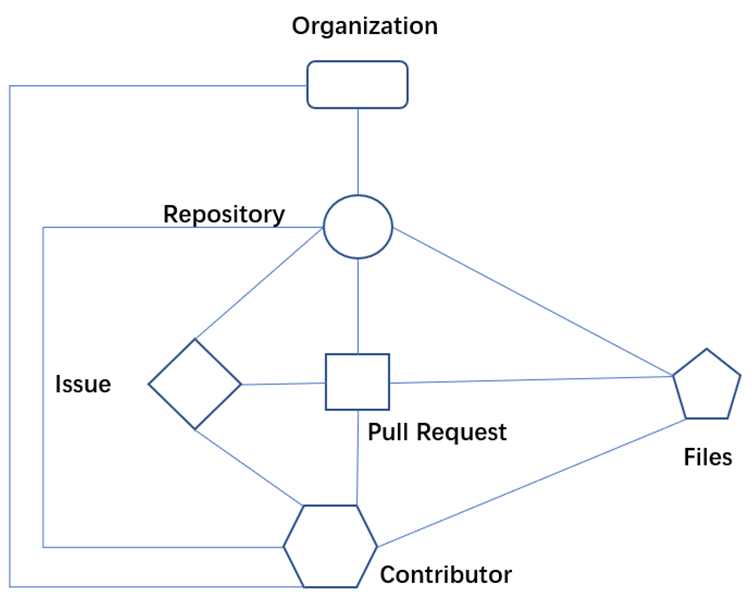 Organization
Repository
Issue
Pull Request
Files
Contributor